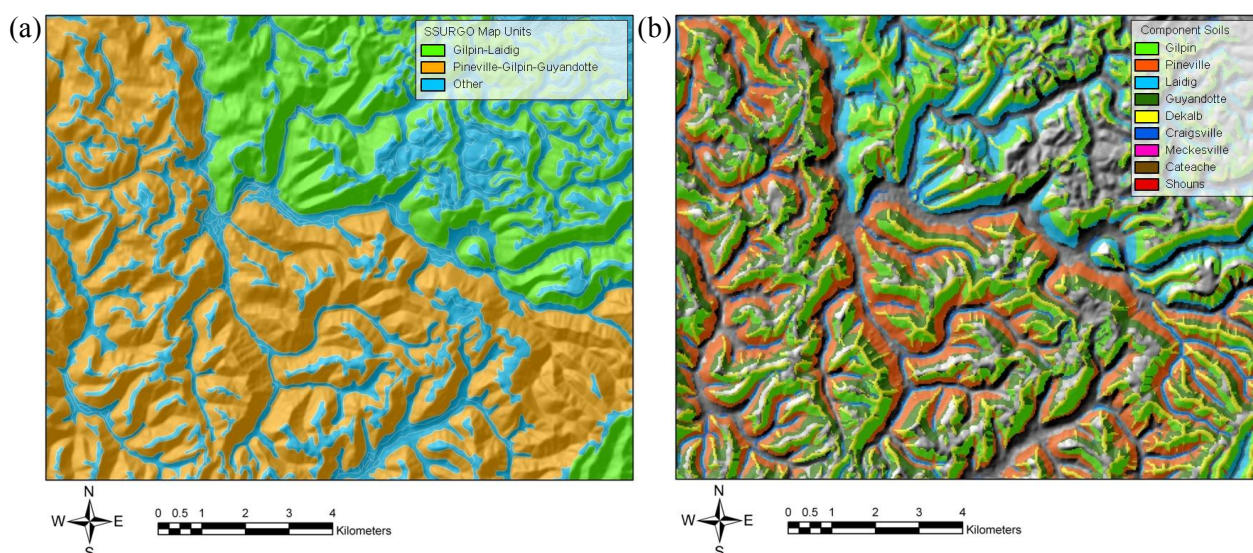 (a)
SSURGO Map Units
Gilpin-Laidig
Pineville-Gilpin-Guyandotte
Other
N
W E
S
0 0.5 1 2 3 4
Kilometers
(b)
Component Soils
Gilpin
Pineville
Laidig
Guyandotte
Dekalb
Craigsville
Meckesville
Cateache
Shouns
N
W E
S
0 0.5 1 2 3 4
Kilometers